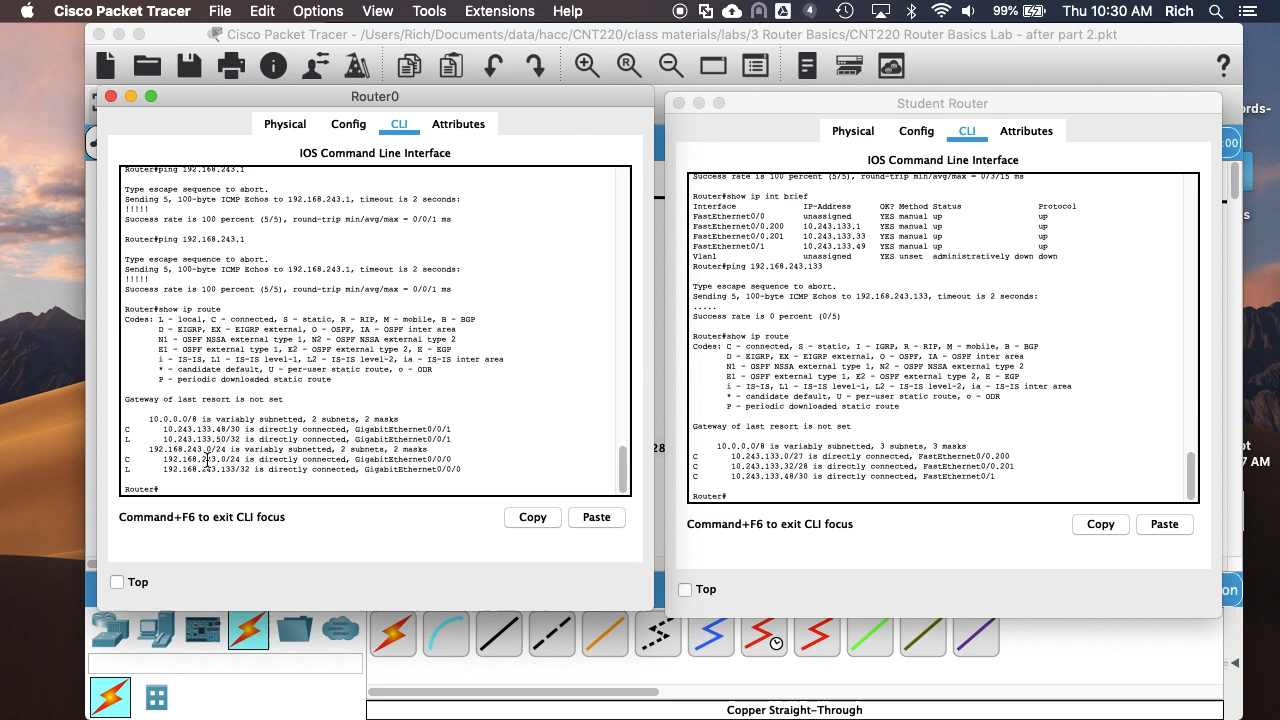 Cisco Packet Tracer File Edit Options View Tools Extensions Help 4 99% Thu 10:30 AM Rich
Cisco Packet Tracer - /Users/Rich/Documents/data/hacc/CNT220/class materials/labs/3 Router Basics/CNT220 Router Basics Lab - after part 2.pkt
?
ords-
:00
s
28
ot
7 AM
on
Router0
Physical Config CLI Attributes
IOS Command Line Interface
Router#ping 192.168.243.1
Type escape sequence to abort.
Sending 5, 100-byte ICMP Echos to 192.168.243.1, timeout is 2 seconds:
!!!!!
Success rate is 100 percent (5/5), round-trip min/avg/max = 0/0/1 ms
Router#ping 192.168.243.1
Type escape sequence to abort.
Sending 5, 100-byte ICMP Echos to 192.168.243.1, timeout is 2 seconds:
!!!!!
Success rate is 100 percent (5/5), round-trip min/avg/max = 0/0/1 ms
Router#show ip route
Codes: L - local, C - connected, S - static, R - RIP, M - mobile, B - BGP
D - EIGRP, EX - EIGRP external, O - OSPF, IA - OSPF inter area
N1 - OSPF NSSA external type 1, N2 - OSPF NSSA external type 2
E1 - OSPF external type 1, E2 - OSPF external type 2, E - EGP
i - IS-IS, L1 - IS-IS level-1, L2 - IS-IS level-2, ia - IS-IS inter area
* - candidate default, U - per-user static route, o - ODR
P - periodic downloaded static route
Gateway of last resort is not set
10.0.0.0/8 is variably subnetted, 2 subnets, 2 masks
C 10.243.133.48/30 is directly connected, GigabitEthernet0/0/1
L 10.243.133.50/32 is directly connected, GigabitEthernet0/0/1
192.168.243.0/24 is variably subnetted, 2 subnets, 2 masks
C 192.168.243.0/24 is directly connected, GigabitEthernet0/0/0
L 192.168.243.133/32 is directly connected, GigabitEthernet0/0/0
Router#
Command+F6 to exit CLI focus Copy Paste
Top
Student Router
Physical Config CLI Attributes
IOS Command Line Interface
Success rate is 100 percent (5/5), round-trip min/avg/max = 0/3/15 ms
Router#show ip int brief
Interface IP-Address OK? Method Status Protocol
FastEthernet0/0 unassigned YES manual up up
FastEthernet0/0.200 10.243.133.1 YES manual up up
FastEthernet0/0.201 10.243.133.33 YES manual up up
FastEthernet0/1 10.243.133.49 YES manual up up
Vlan1 unassigned YES unset administratively down down
Router#ping 192.168.243.133
Type escape sequence to abort.
Sending 5, 100-byte ICMP Echos to 192.168.243.133, timeout is 2 seconds:
.....
Success rate is 0 percent (0/5)
Router#show ip route
Codes: C - connected, S - static, I - IGRP, R - RIP, M - mobile, B - BGP
D - EIGRP, EX - EIGRP external, O - OSPF, IA - OSPF inter area
N1 - OSPF NSSA external type 1, N2 - OSPF NSSA external type 2
E1 - OSPF external type 1, E2 - OSPF external type 2, E - EGP
i - IS-IS, L1 - IS-IS level-1, L2 - IS-IS level-2, ia - IS-IS inter area
* - candidate default, U - per-user static route, o - ODR
P - periodic downloaded static route
Gateway of last resort is not set
10.0.0.0/8 is variably subnetted, 3 subnets, 3 masks
C 10.243.133.0/27 is directly connected, FastEthernet0/0.200
C 10.243.133.32/28 is directly connected, FastEthernet0/0.201
C 10.243.133.48/30 is directly connected, FastEthernet0/1
Router#
Command+F6 to exit CLI focus Copy Paste
Top
Copper Straight-Through